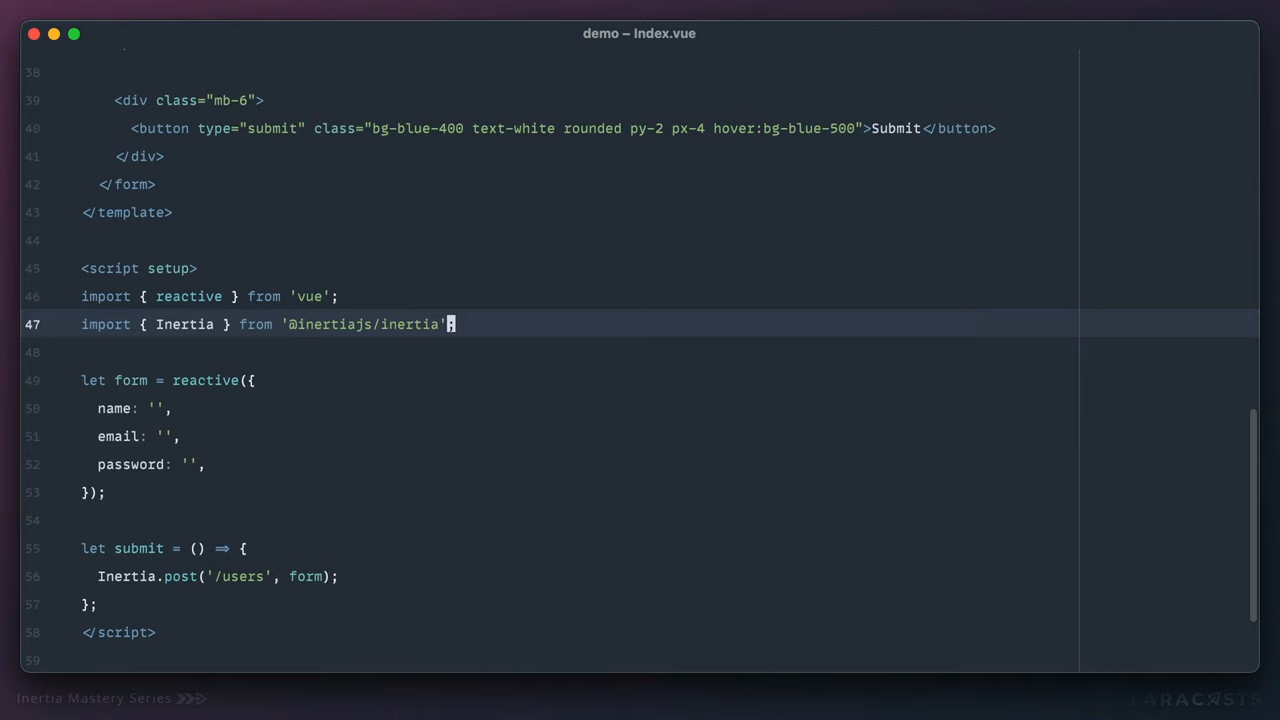 demo – Index.vue
38
39 <div class="mb-6">
40 <button type="submit" class="bg-blue-400 text-white rounded py-2 px-4 hover:bg-blue-500">Submit</button>
41 </div>
42 </form>
43 </template>
44
45 <script setup>
46 import { reactive } from 'vue';
47 import { Inertia } from '@inertiajs/inertia';
48
49 let form = reactive({
50 name: '',
51 email: '',
52 password: '',
53 });
54
55 let submit = () => {
56 Inertia.post('/users', form);
57 };
58 </script>
59
Inertia Mastery Series
LARACASTS